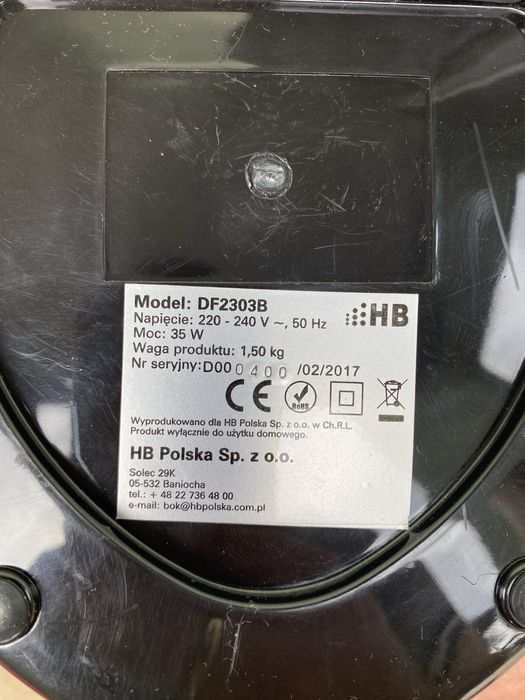 Model: DF2303B
HB
Napięcie: 220 - 240 V ~, 50 Hz
Moc: 35 W
Waga produktu: 1,50 kg
Nr seryjny: D00 0400 /02/2017
CE RoHS
Wyprodukowano dla HB Polska Sp. z o.o. w Ch.R.L.
Produkt wyłącznie do użytku domowego.
HB Polska Sp. z o.o.
Solec 29K
05-532 Baniocha
tel.: + 48 22 736 48 00
e-mail: bok@hbpolska.com.pl